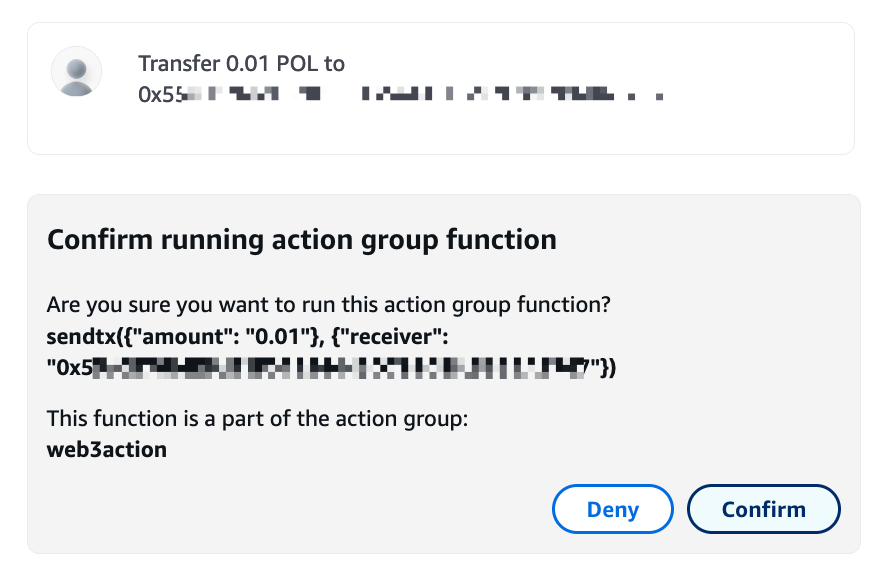 Transfer 0.01 POL to
0x55
Confirm running action group function
Are you sure you want to run this action group function?
sendtx({"amount": "0.01"}, {"receiver":
"0x5 7"})
This function is a part of the action group:
web3action
Deny Confirm